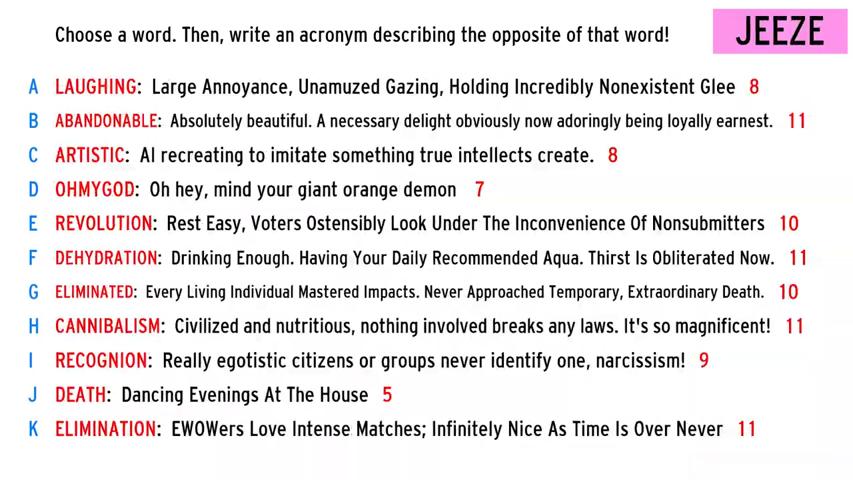 Choose a word. Then, write an acronym describing the opposite of that word!
JEEZE
A LAUGHING: Large Annoyance, Unamuzed Gazing, Holding Incredibly Nonexistent Glee 8
B ABANDONABLE: Absolutely beautiful. A necessary delight obviously now adoringly being loyally earnest. 11
C ARTISTIC: AI recreating to imitate something true intellects create. 8
D OHMYGOD: Oh hey, mind your giant orange demon 7
E REVOLUTION: Rest Easy, Voters Ostensibly Look Under The Inconvenience Of Nonsubmitters 10
F DEHYDRATION: Drinking Enough. Having Your Daily Recommended Aqua. Thirst Is Obliterated Now. 11
G ELIMINATED: Every Living Individual Mastered Impacts. Never Approached Temporary, Extraordinary Death. 10
H CANNIBALISM: Civilized and nutritious, nothing involved breaks any laws. It's so magnificent! 11
I RECOGNION: Really egotistic citizens or groups never identify one, narcissism! 9
J DEATH: Dancing Evenings At The House 5
K ELIMINATION: EWOWers Love Intense Matches; Infinitely Nice As Time Is Over Never 11